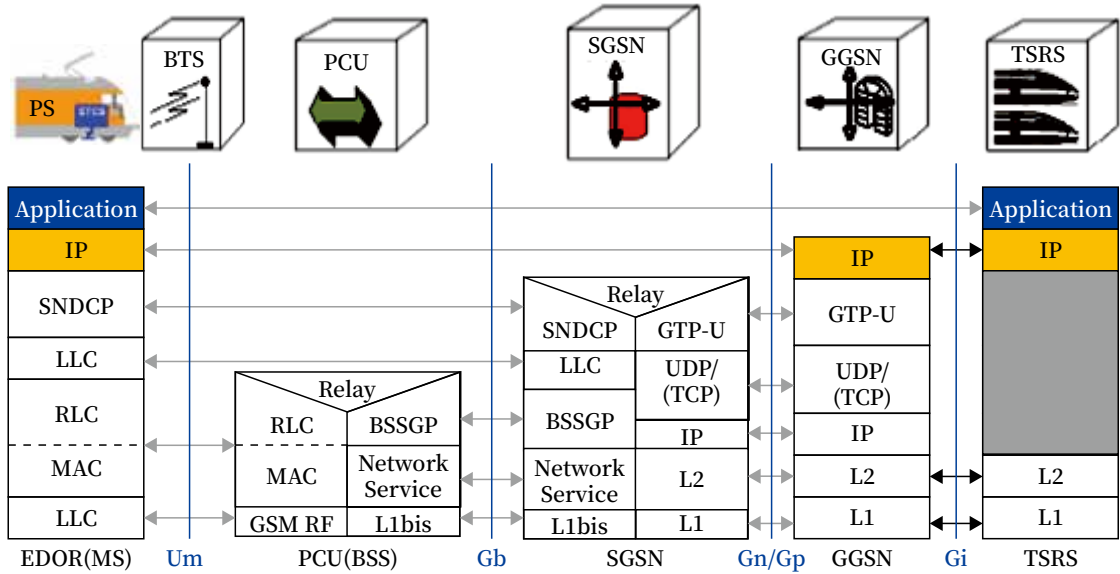 BTS
PCU
SGSN
GGSN
TSRS
PS
Application
IP
SNDCP
LLC
RLC
MAC
LLC
EDOR(MS)
Um
Relay
RLC
BSSGP
MAC
Network
Service
GSM RF
L1bis
PCU(BSS)
Gb
Relay
SNDCP
GTP-U
LLC
UDP/
(TCP)
BSSGP
IP
Network
Service
L2
L1bis
L1
SGSN
Gn/Gp
IP
GTP-U
UDP/
(TCP)
IP
L2
L1
GGSN
Gi
Application
IP
L2
L1
TSRS